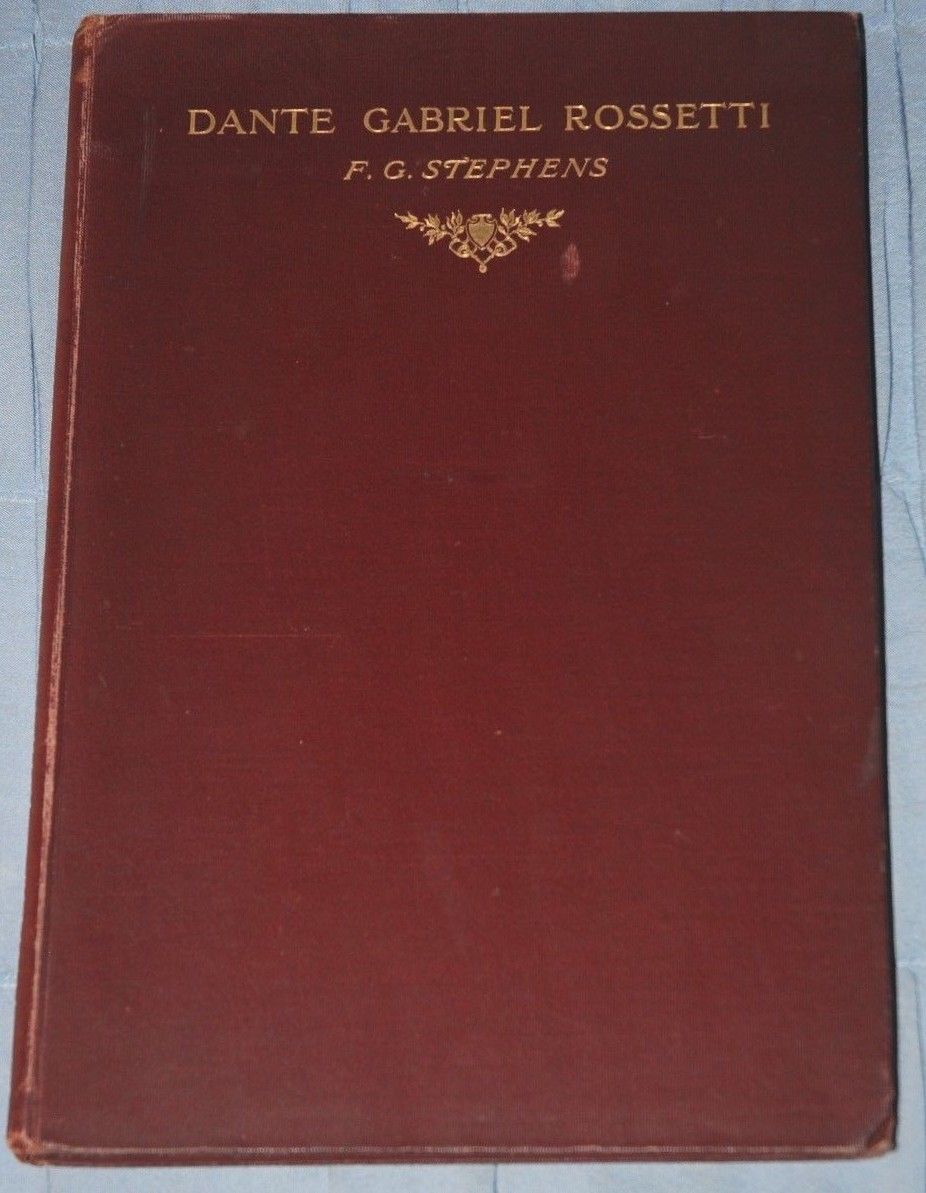 DANTE GABRIEL ROSSETTI
F. G. STEPHENS